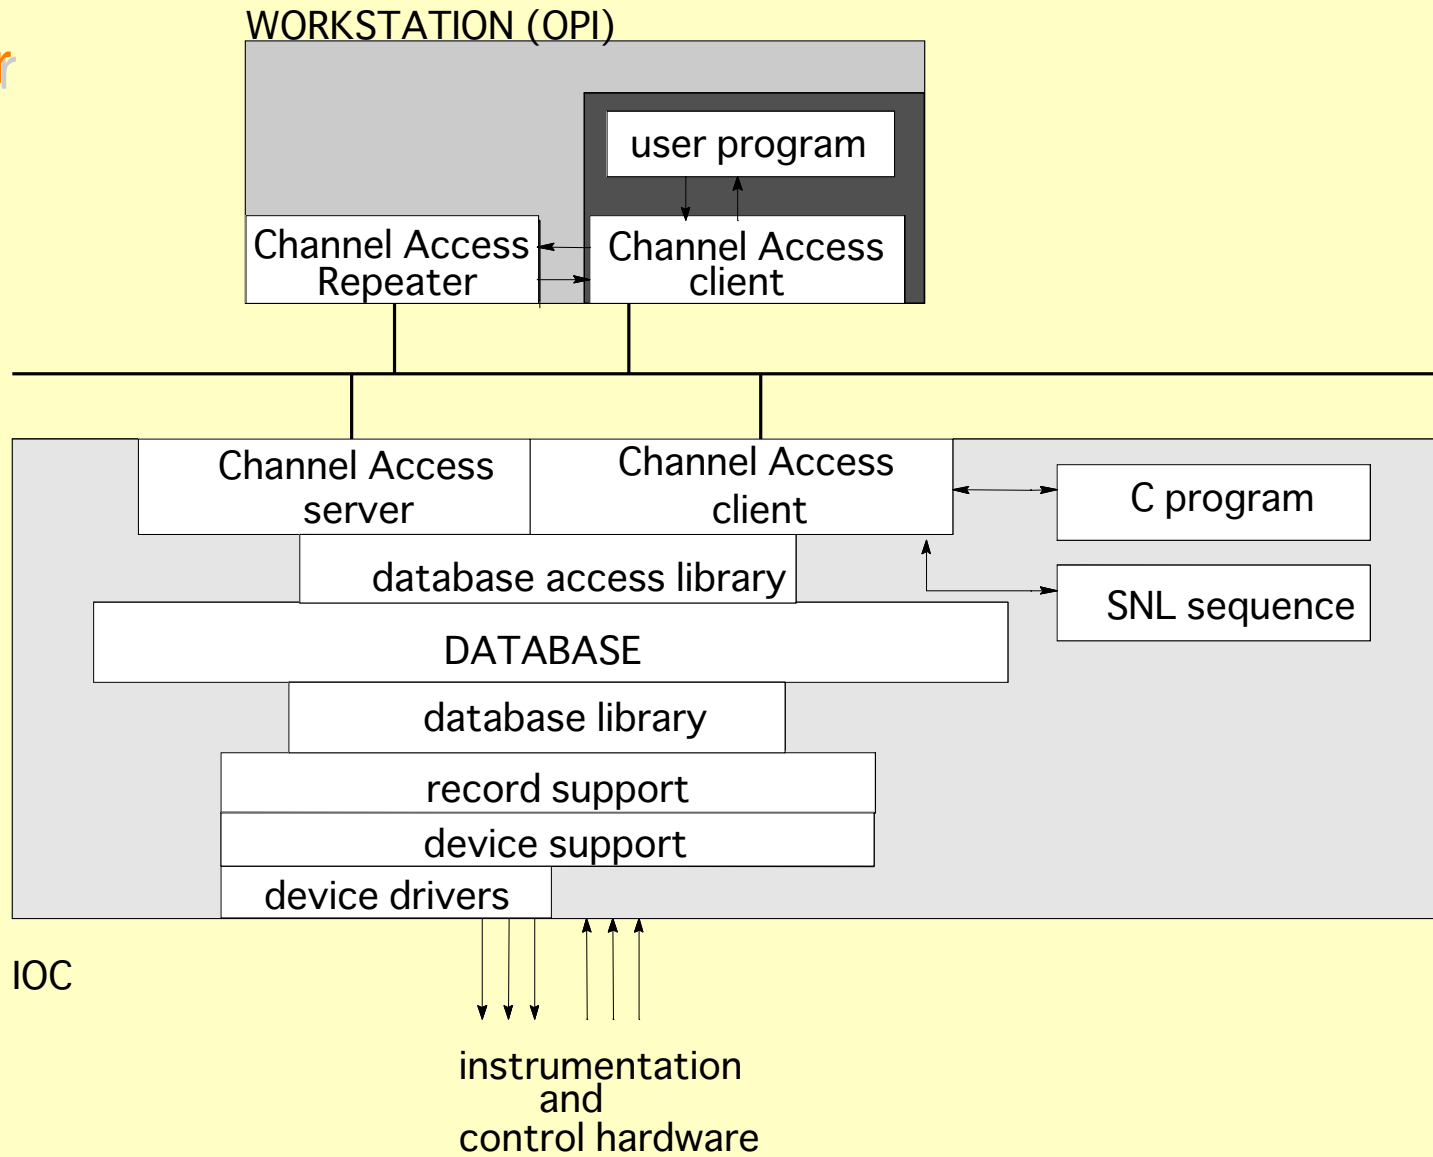 WORKSTATION (OPI)
r
user program
Channel Access
Repeater
Channel Access
client
Channel Access
server
Channel Access
client
C program
database access library
SNL sequence
DATABASE
database library
record support
device support
device drivers
IOC
instrumentation
and
control hardware